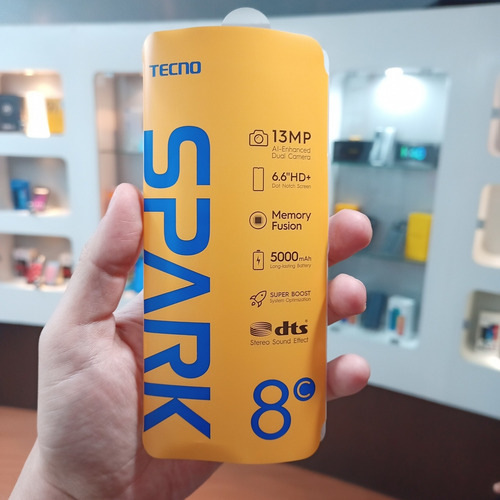 TECNO
SPARK
13MP
AI-Enhanced
Dual Camera
6.6"HD+
Dot Notch Screen
Memory
Fusion
5000mAh
Long-lasting Battery
SUPER BOOST
System Optimization
dts
Stereo Sound Effect
8C